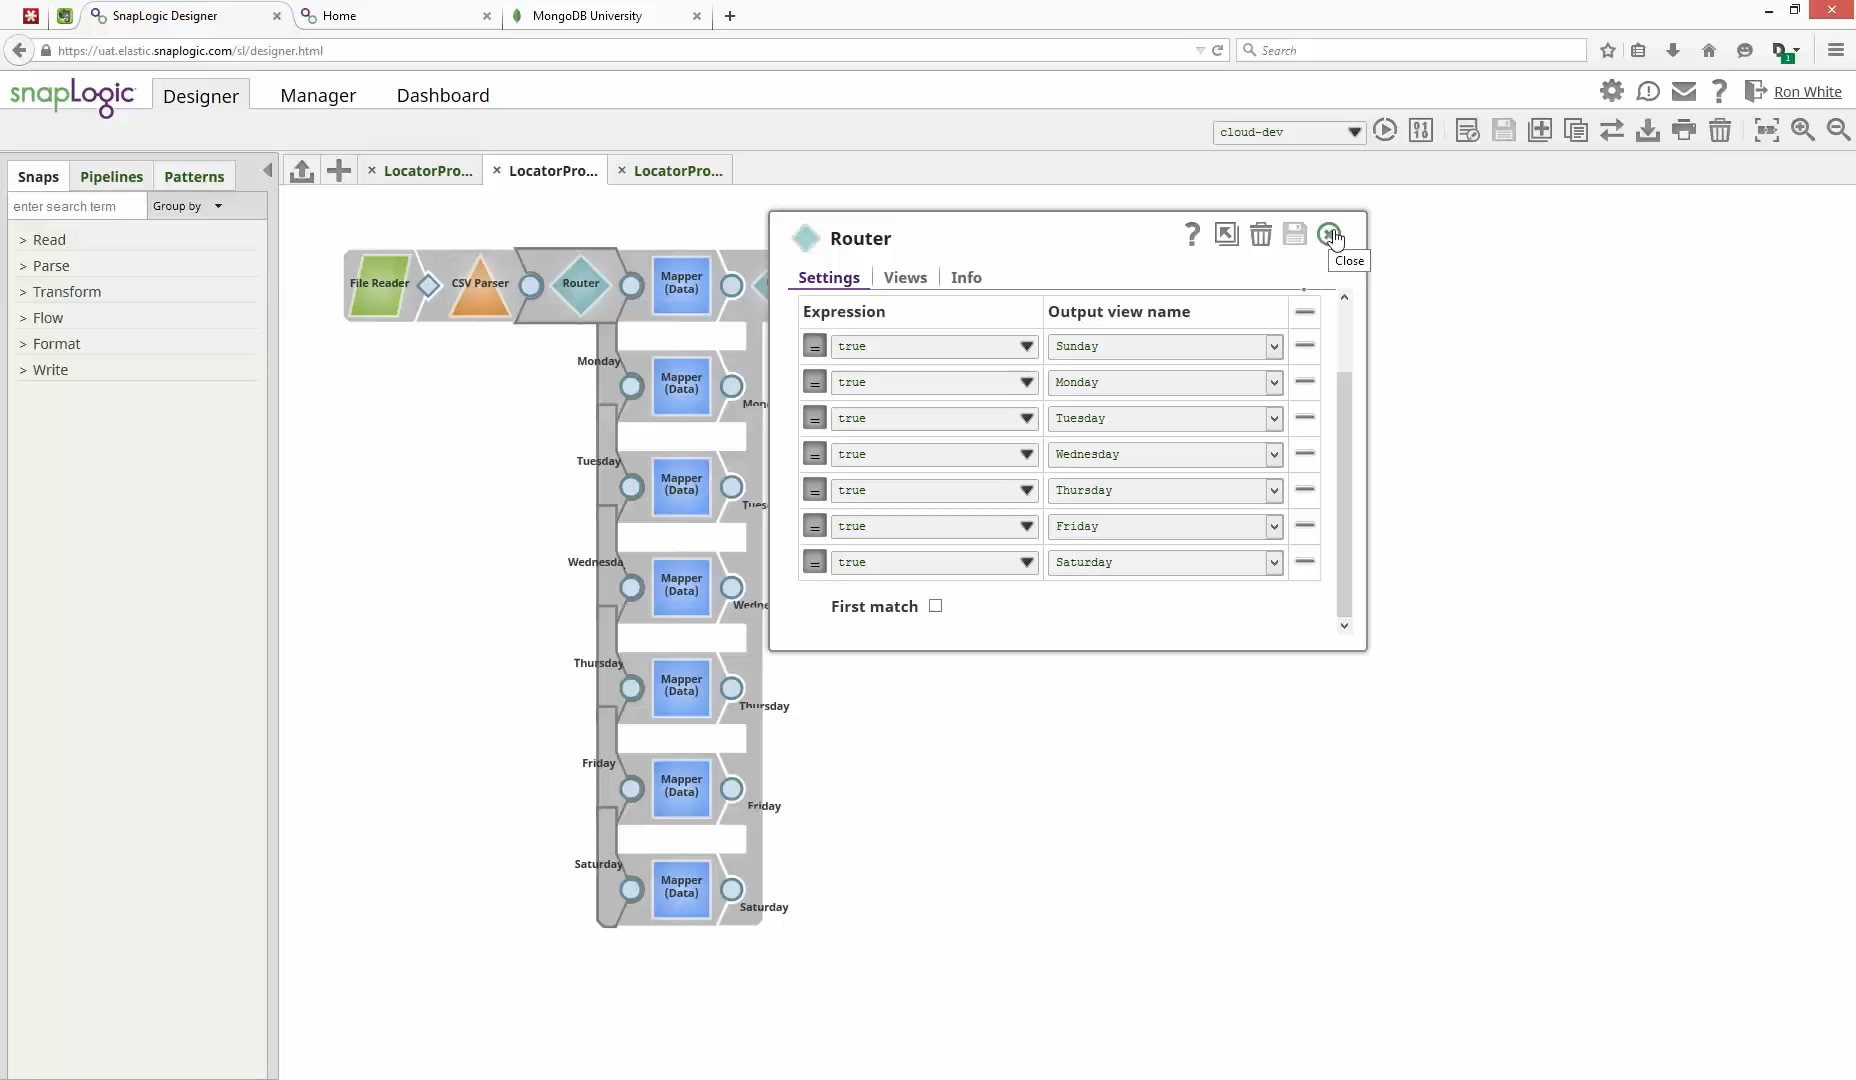 SnapLogic Designer
Home
MongoDB University
https://uat.elastic.snaplogic.com/sl/designer.html
Search
1
snapLogic
Designer
Manager
Dashboard
Ron White
cloud-dev
Snaps
Pipelines
Patterns
LocatorPro...
LocatorPro...
LocatorPro...
enter search term
Group by
> Read
> Parse
> Transform
> Flow
> Format
> Write
File Reader
CSV Parser
Router
Mapper
(Data)
Monday
Mapper
(Data)
Tuesday
Mapper
(Data)
Wednesda
Mapper
(Data)
Wedne
Thursday
Mapper
(Data)
Thursday
Friday
Mapper
(Data)
Friday
Saturday
Mapper
(Data)
Saturday
Router
Close
Settings
Views
Info
Expression
Output view name
= true
Sunday
= true
Monday
= true
Tuesday
= true
Wednesday
= true
Thursday
= true
Friday
= true
Saturday
First match